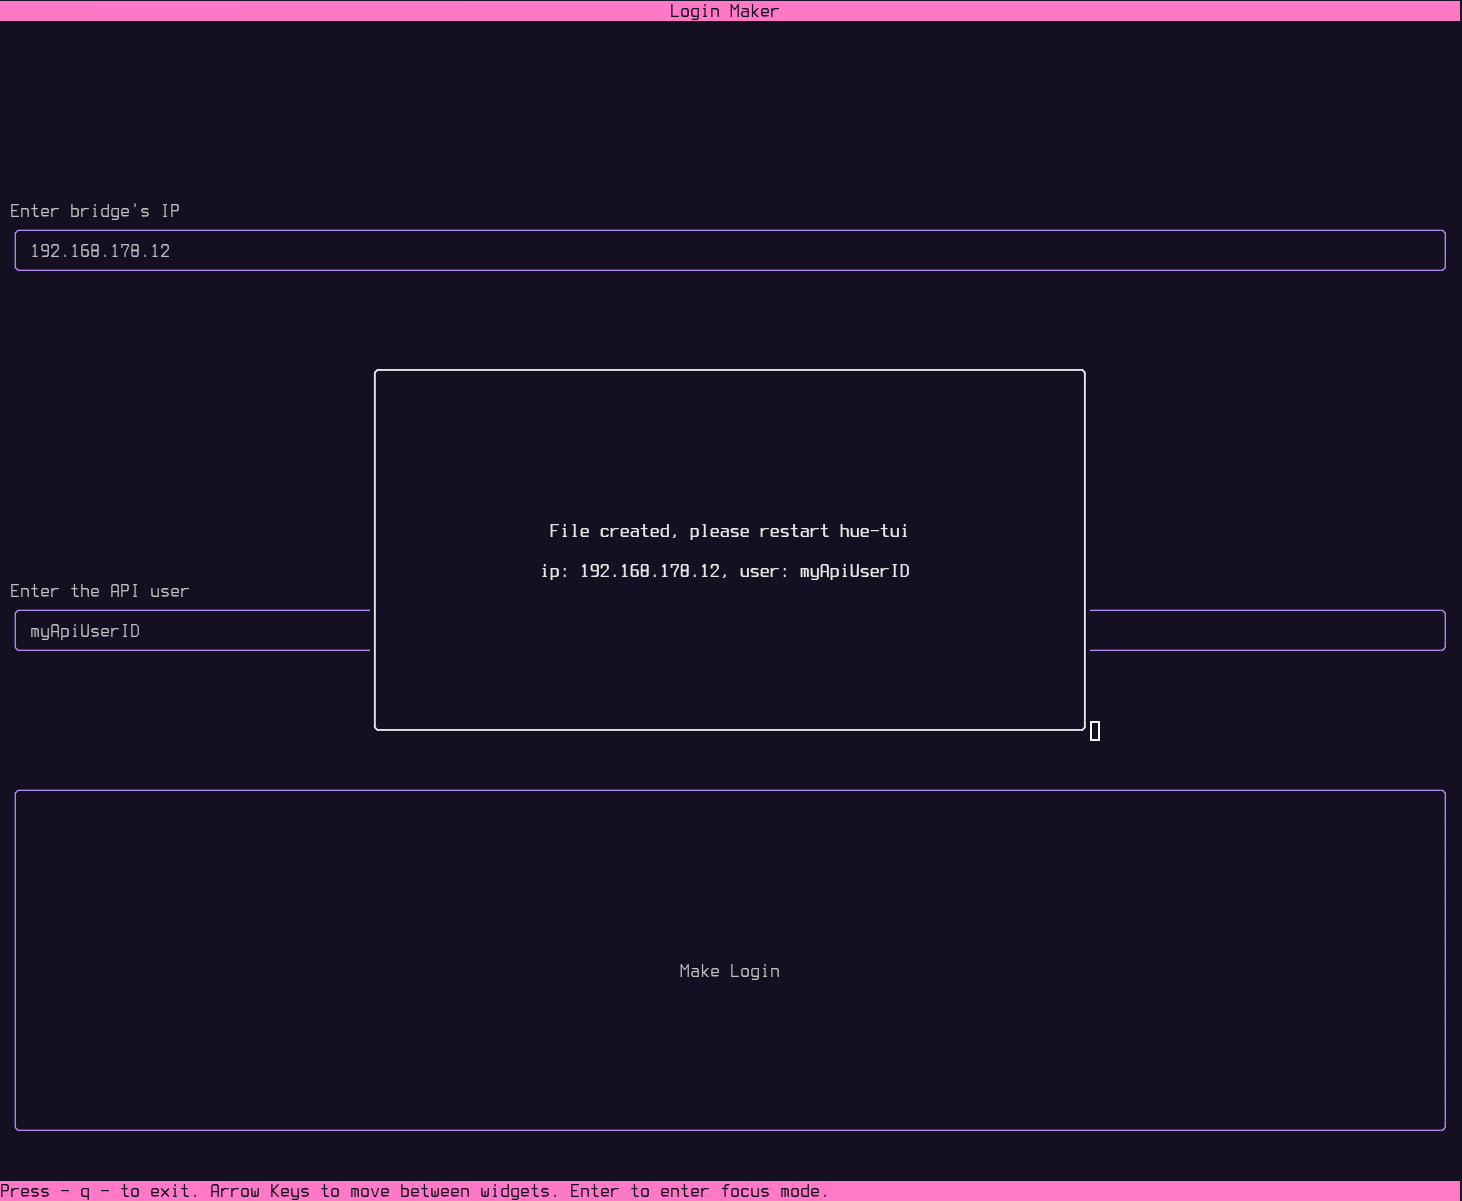 Login Maker
Enter bridge's IP
192.168.178.12
File created, please restart hue-tui
ip: 192.168.178.12, user: myApiUserID
Enter the API user
myApiUserID
Make Login
Press - q - to exit. Arrow Keys to move between widgets. Enter to enter focus mode.